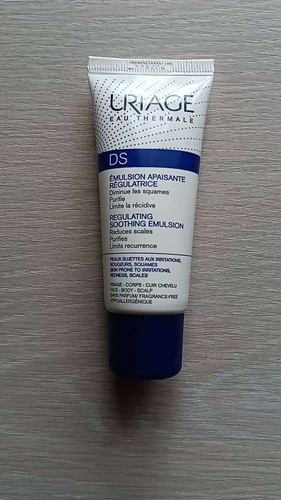 URIAGE
EAU THERMALE
DS
ÉMULSION APAISANTE
RÉGULATRICE
Diminue les squames
Purifie
Limite la récidive
REGULATING
SOOTHING EMULSION
Reduces scales
Purifies
Limits recurrence
PEAUX SUJETTES AUX IRRITATIONS,
ROUGEURS, SQUAMES
SKIN PRONE TO IRRITATIONS,
REDNESS, SCALES
VISAGE - CORPS - CUIR CHEVELU
FACE - BODY - SCALP
SANS PARFUM/ FRAGRANCE-FREE
HYPOALLERGÉNIQUE